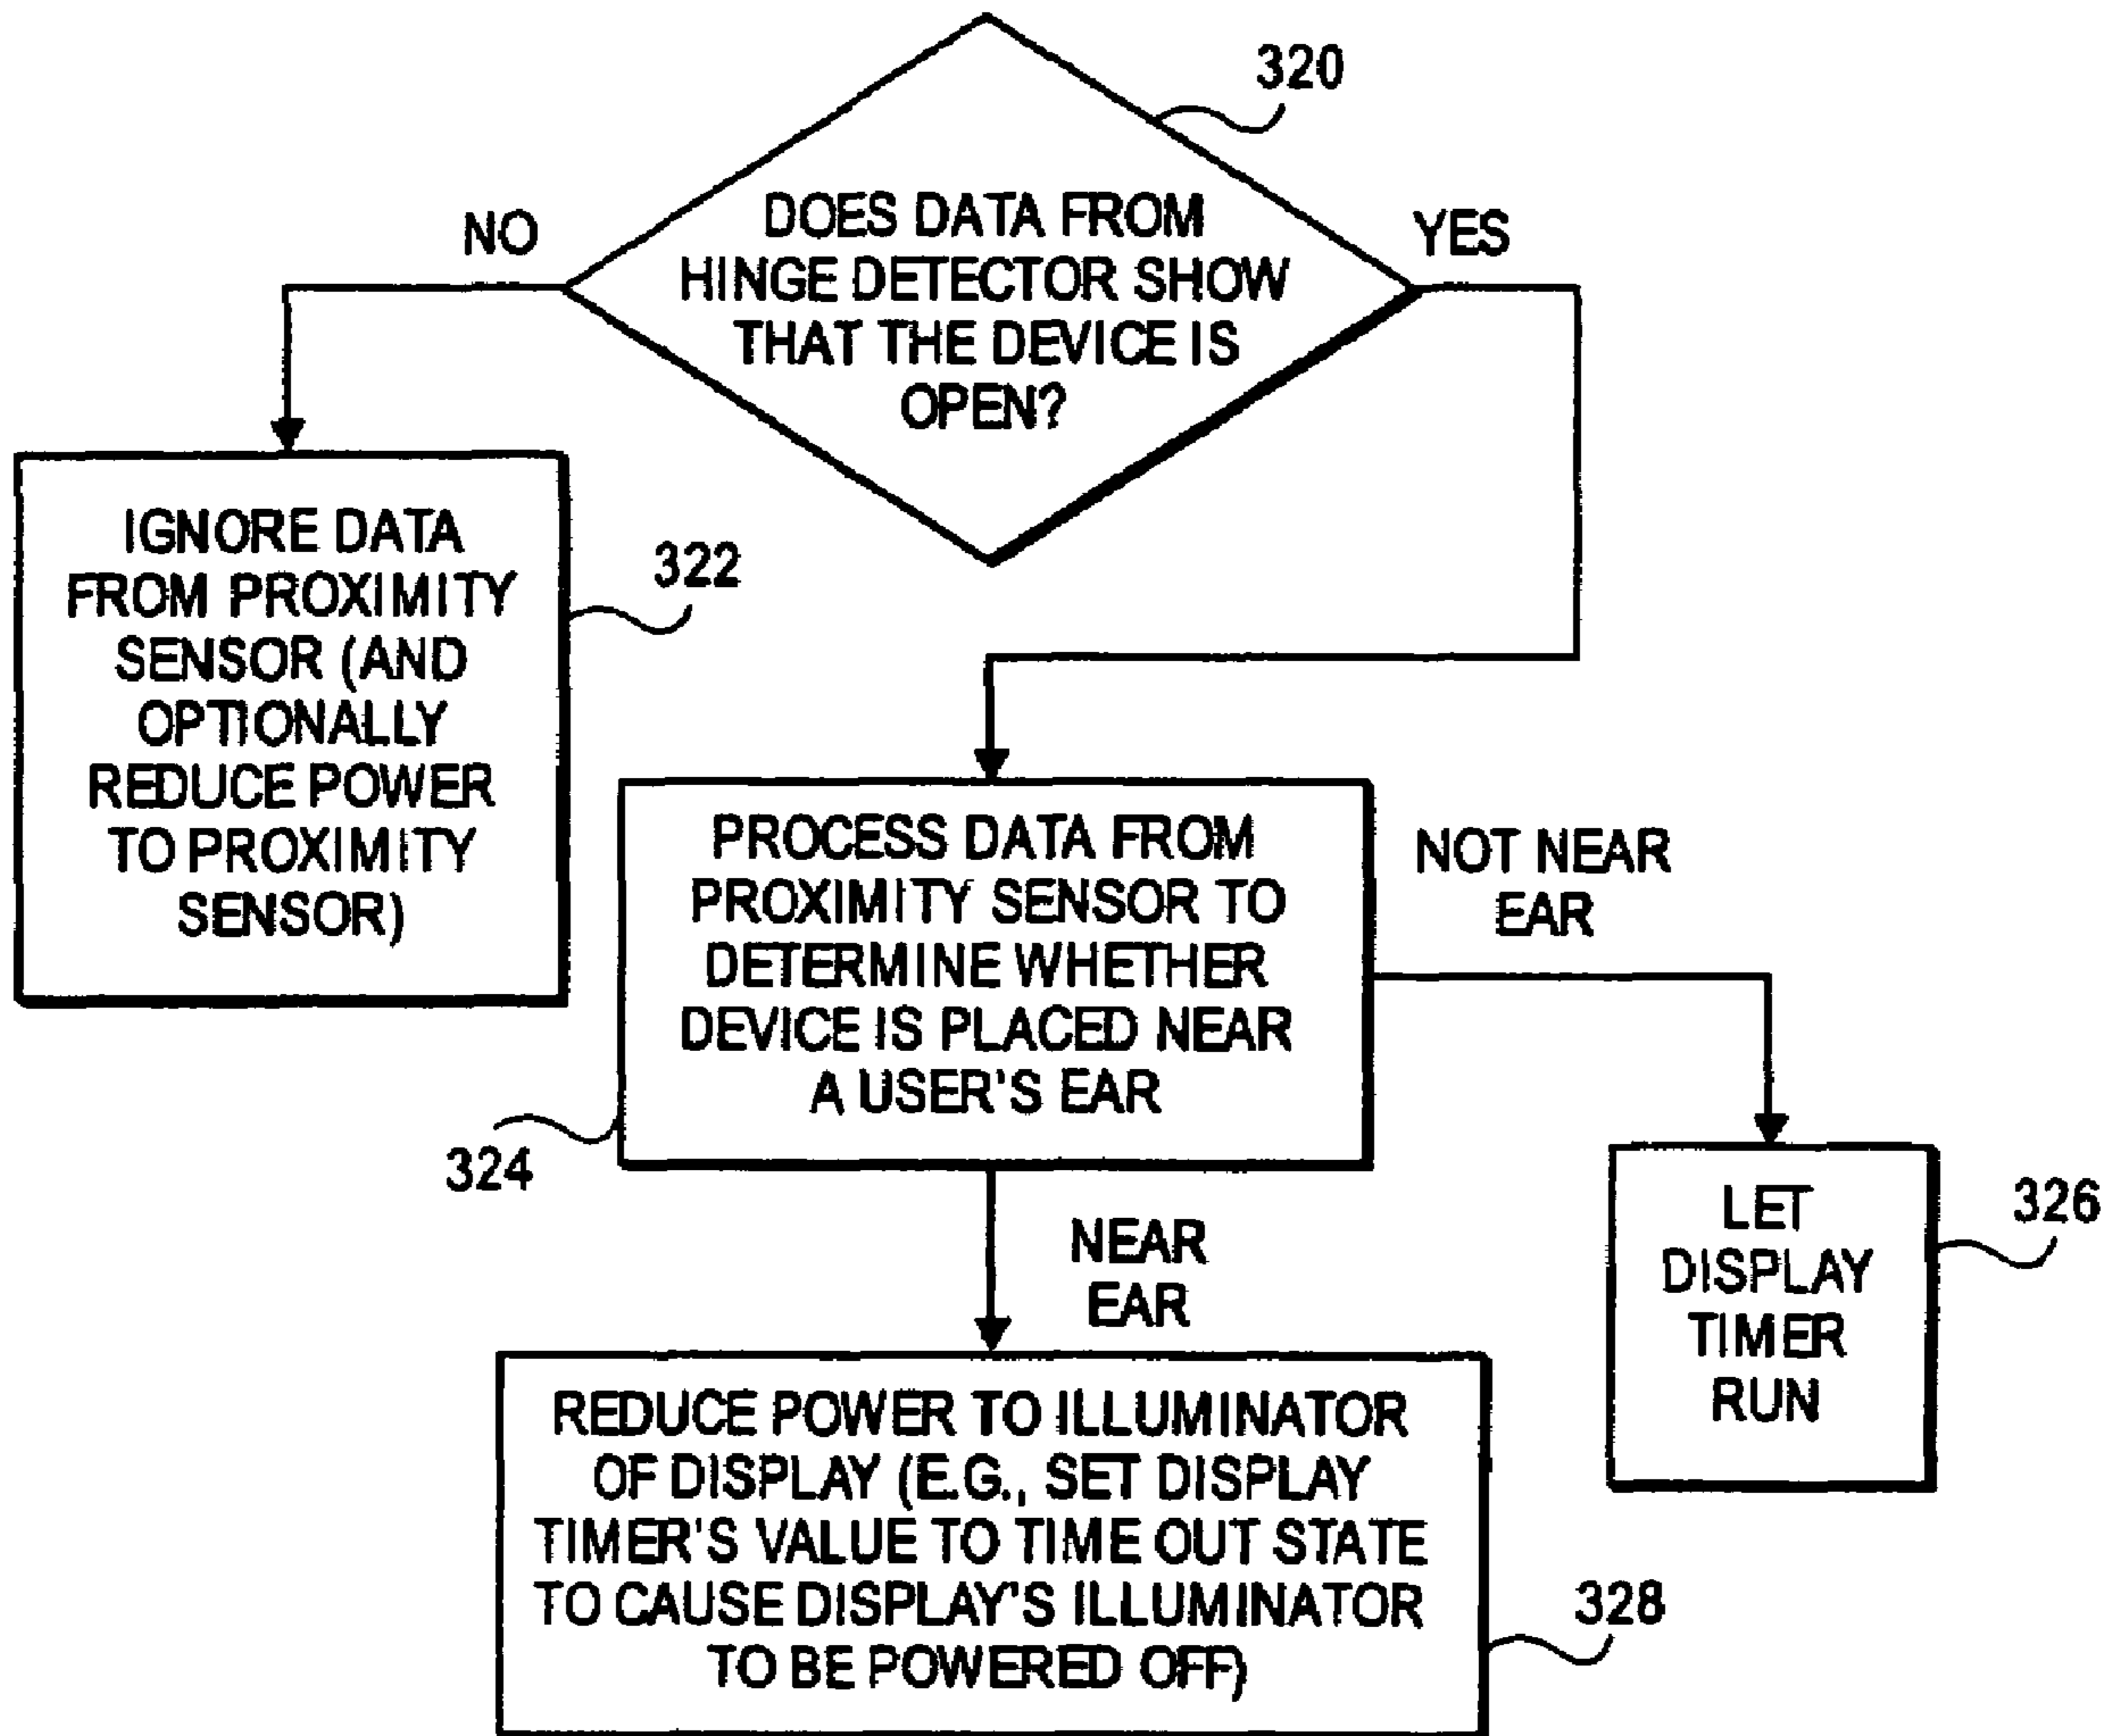 320
DOES DATA FROM
HINGE DETECTOR SHOW
THAT THE DEVICE IS
OPEN?
NO
YES
IGNORE DATA
FROM PROXIMITY
SENSOR (AND
OPTIONALLY
REDUCE POWER
TO PROXIMITY
SENSOR)
322
PROCESS DATA FROM
PROXIMITY SENSOR TO
DETERMINE WHETHER
DEVICE IS PLACED NEAR
A USER'S EAR
324
NOT NEAR
EAR
LET
DISPLAY
TIMER
RUN
326
NEAR
EAR
REDUCE POWER TO ILLUMINATOR
OF DISPLAY (E.G., SET DISPLAY
TIMER'S VALUE TO TIME OUT STATE
TO CAUSE DISPLAY'S ILLUMINATOR
TO BE POWERED OFF)
328